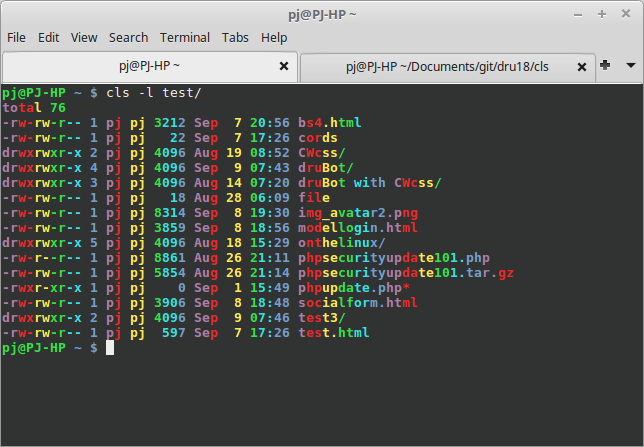 pj@PJ-HP ~
File Edit View Search Terminal Tabs Help
pj@PJ-HP ~
pj@PJ-HP ~/Documents/git/dru18/cls
pj@PJ-HP ~ $ cls -l test/
total 76
-rw-rw-r-- 1 pj pj 3212 Sep  7 20:56 bs4.html
-rw-rw-r-- 1 pj pj   22 Sep  7 17:26 cords
drwxrwxr-x 2 pj pj 4096 Aug 19 08:52 CWcss/
drwxrwxr-x 4 pj pj 4096 Sep  9 07:43 druBot/
drwxrwxr-x 3 pj pj 4096 Aug 14 07:20 druBot with CWcss/
-rw-rw-r-- 1 pj pj   18 Aug 28 06:09 file
-rw-rw-r-- 1 pj pj 8314 Sep  8 19:30 img_avatar2.png
-rw-rw-r-- 1 pj pj 3859 Sep  8 18:56 modellogin.html
drwxrwxr-x 5 pj pj 4096 Aug 18 15:29 onthelinux/
-rw-r--r-- 1 pj pj 8861 Aug 26 21:11 phpsecurityupdate101.php
-rw-rw-r-- 1 pj pj 5854 Aug 26 21:14 phpsecurityupdate101.tar.gz
-rwxr-xr-x 1 pj pj    0 Sep  1 15:49 phpupdate.php*
-rw-rw-r-- 1 pj pj 3906 Sep  8 18:48 socialform.html
drwxrwxr-x 2 pj pj 4096 Sep  9 07:46 test3/
-rw-rw-r-- 1 pj pj  597 Sep  7 17:26 test.html
pj@PJ-HP ~ $